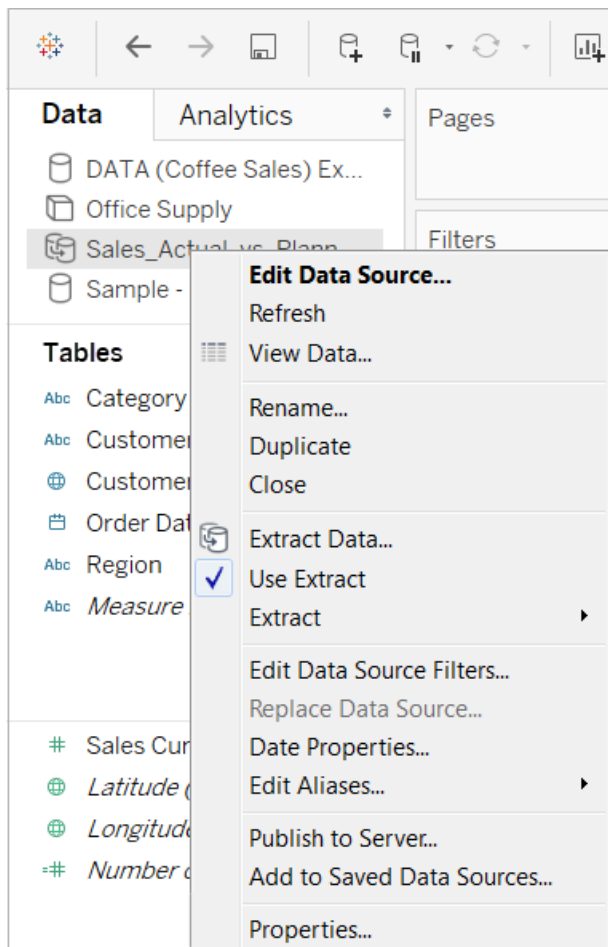 Data
Analytics
Pages
DATA (Coffee Sales) Ex...
Office Supply
Sales_Actual_vs_Plann
Filters
Sample -
Edit Data Source...
Refresh
View Data...
Rename...
Duplicate
Close
Extract Data...
Use Extract
Extract
Edit Data Source Filters...
Replace Data Source...
Date Properties...
Edit Aliases...
Publish to Server...
Add to Saved Data Sources...
Properties...
Tables
Abc Category
Abc Customer
Customer
Order Dat
Abc Region
Abc Measure
# Sales Cur
Latitude (
Longitude
=# Number